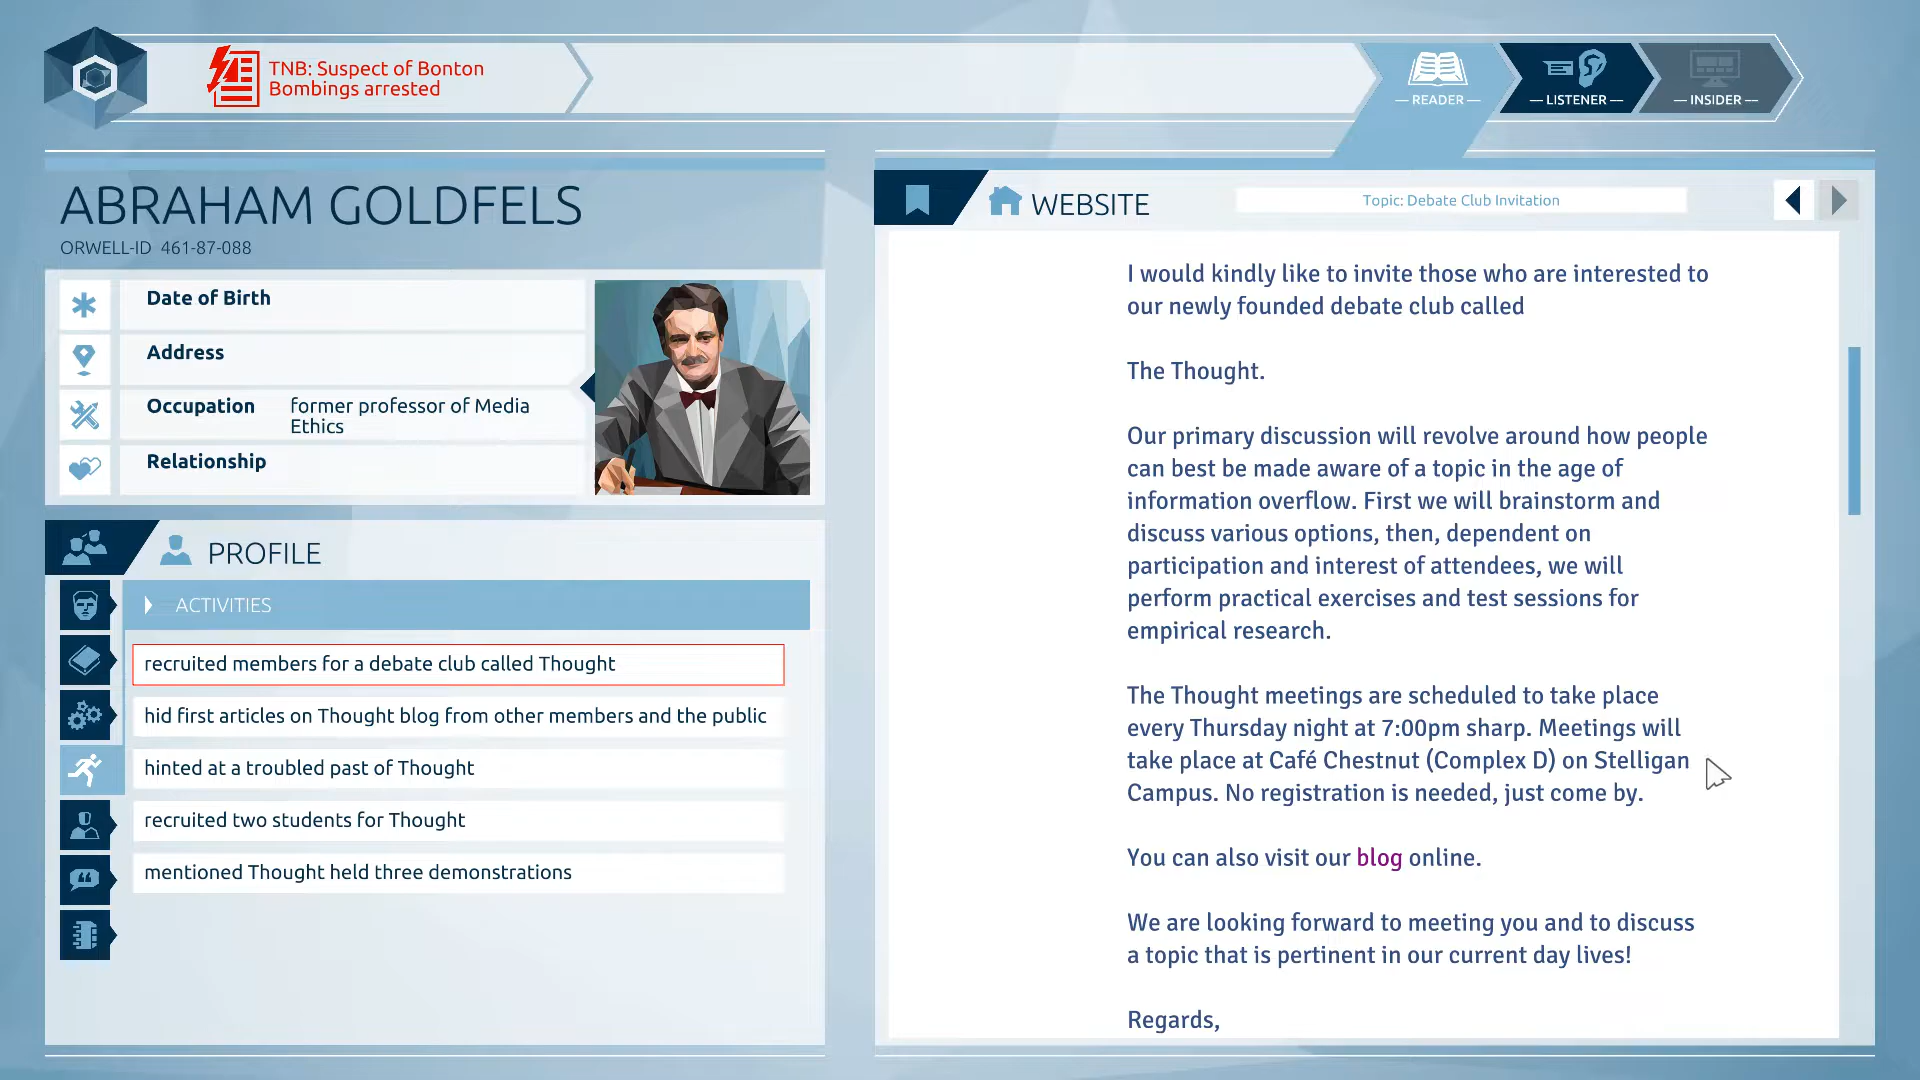 TNB: Suspect of Bonton
Bombings arrested
— READER —
— LISTENER —
— INSIDER —
ABRAHAM GOLDFELS
ORWELL-ID 461-87-088
Date of Birth
Address
Occupation former professor of Media
Ethics
Relationship
PROFILE
ACTIVITIES
recruited members for a debate club called Thought
hid first articles on Thought blog from other members and the public
hinted at a troubled past of Thought
recruited two students for Thought
mentioned Thought held three demonstrations
WEBSITE
Topic: Debate Club Invitation
I would kindly like to invite those who are interested to
our newly founded debate club called
The Thought.
Our primary discussion will revolve around how people
can best be made aware of a topic in the age of
information overflow. First we will brainstorm and
discuss various options, then, dependent on
participation and interest of attendees, we will
perform practical exercises and test sessions for
empirical research.
The Thought meetings are scheduled to take place
every Thursday night at 7:00pm sharp. Meetings will
take place at Café Chestnut (Complex D) on Stelligan
Campus. No registration is needed, just come by.
You can also visit our blog online.
We are looking forward to meeting you and to discuss
a topic that is pertinent in our current day lives!
Regards,